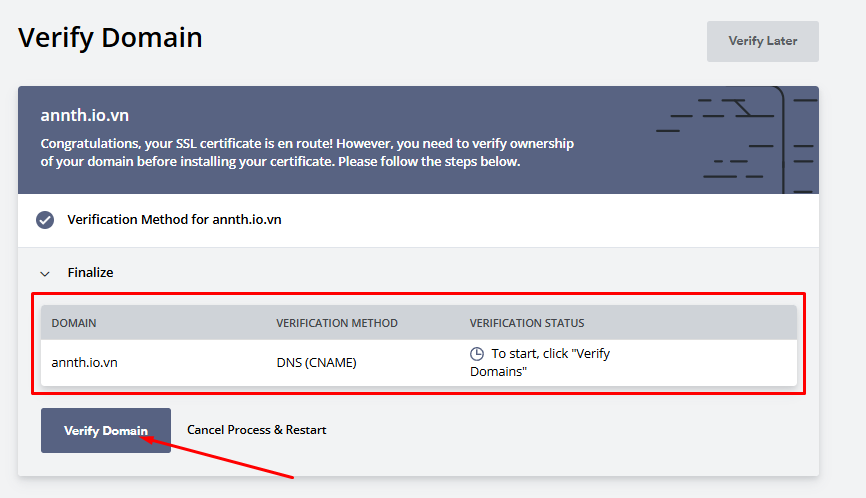 Verify Domain
Verify Later
annth.io.vn
Congratulations, your SSL certificate is en route! However, you need to verify ownership
of your domain before installing your certificate. Please follow the steps below.
Verification Method for annth.io.vn
Finalize
DOMAIN VERIFICATION METHOD VERIFICATION STATUS
annth.io.vn DNS (CNAME) To start, click "Verify
Domains"
Verify Domain Cancel Process & Restart